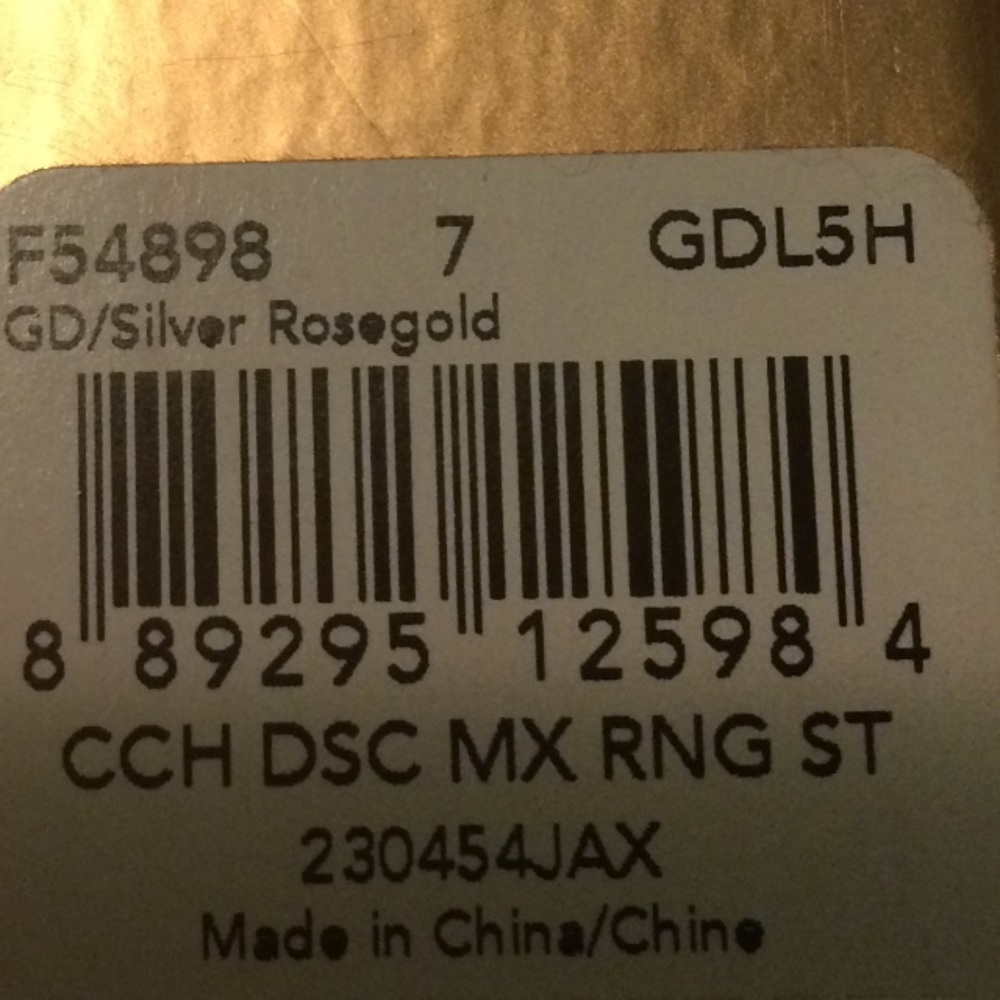 F54898 7 GDL5H
GD/Silver Rosegold
8 89295 12598 4
CCH DSC MX RNG ST
230454JAX
Made in China/Chine